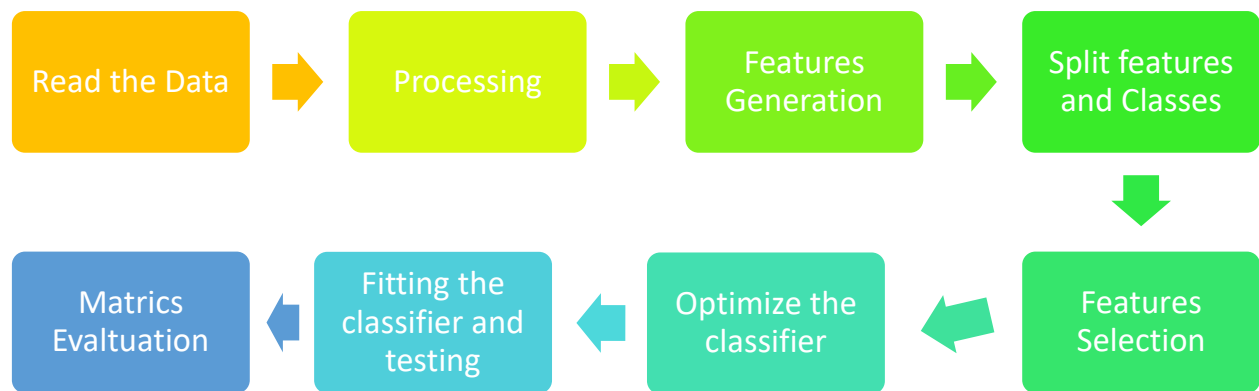 Read the Data
Processing
Features
Generation
Split features
and Classes
Features
Selection
Optimize the
classifier
Fitting the
classifier and
testing
Matrics
Evaltuation